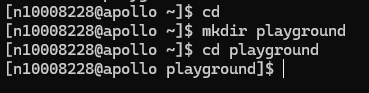 [n10008228@apollo ~]$ cd
[n10008228@apollo ~]$ mkdir playground
[n10008228@apollo ~]$ cd playground
[n10008228@apollo playground]$